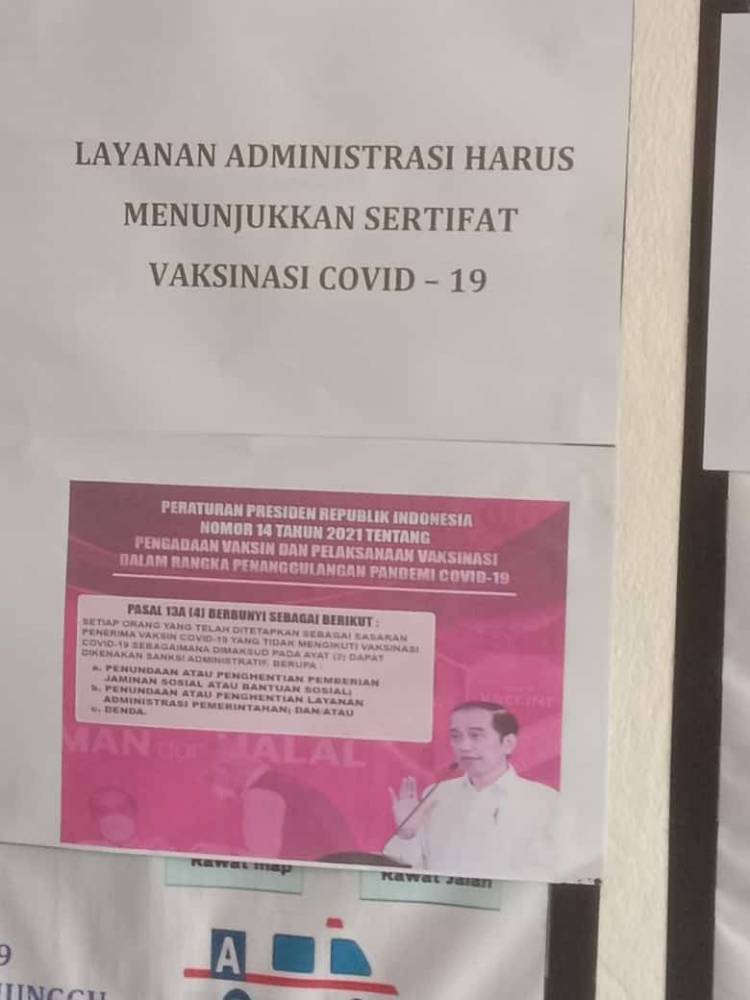 LAYANAN ADMINISTRASI HARUS
MENUNJUKKAN SERTIFAT
VAKSINASI COVID – 19
PERATURAN PRESIDEN REPUBLIK INDONESIA
NOMOR 14 TAHUN 2021 TENTANG
PENGADAAN VAKSIN DAN PELAKSANAAN VAKSINASI
DALAM RANGKA PENANGGULANGAN PANDEMI COVID-19
PASAL 13A (4) BERBUNYI SEBAGAI BERIKUT :
SETIAP ORANG YANG TELAH DITETAPKAN SEBAGAI SASARAN
PENERIMA VAKSIN COVID-19 YANG TIDAK MENGIKUTI VAKSINASI
COVID-19 SEBAGAIMANA DIMAKSUD PADA AYAT (2) DAPAT
DIKENAKAN SANKSI ADMINISTRATIF, BERUPA :
a. PENUNDAAN ATAU PENGHENTIAN PEMBERIAN
JAMINAN SOSIAL ATAU BANTUAN SOSIAL;
b. PENUNDAAN ATAU PENGHENTIAN LAYANAN
ADMINISTRASI PEMERINTAHAN; DAN/ATAU
c. DENDA.
VACCINE
MAN dan HALAL
Rawat Inap
Rawat Jalan
A
9